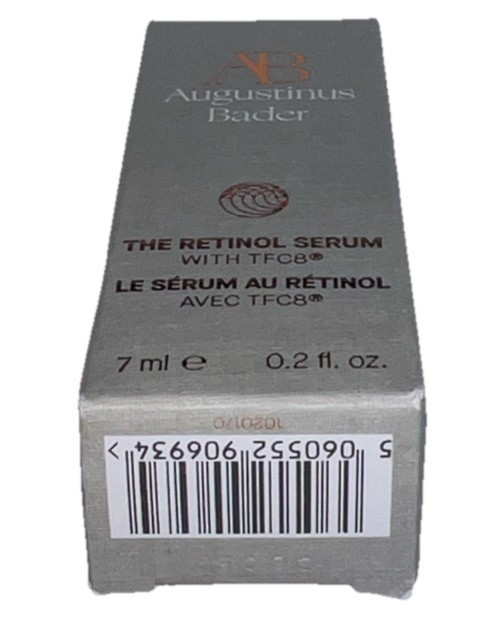 AB
Augustinus
Bader
THE RETINOL SERUM
WITH TFC8®
LE SÉRUM AU RÉTINOL
AVEC TFC8®
7 ml e 0.2 fl. oz.
1020170
5 060552 906934 >